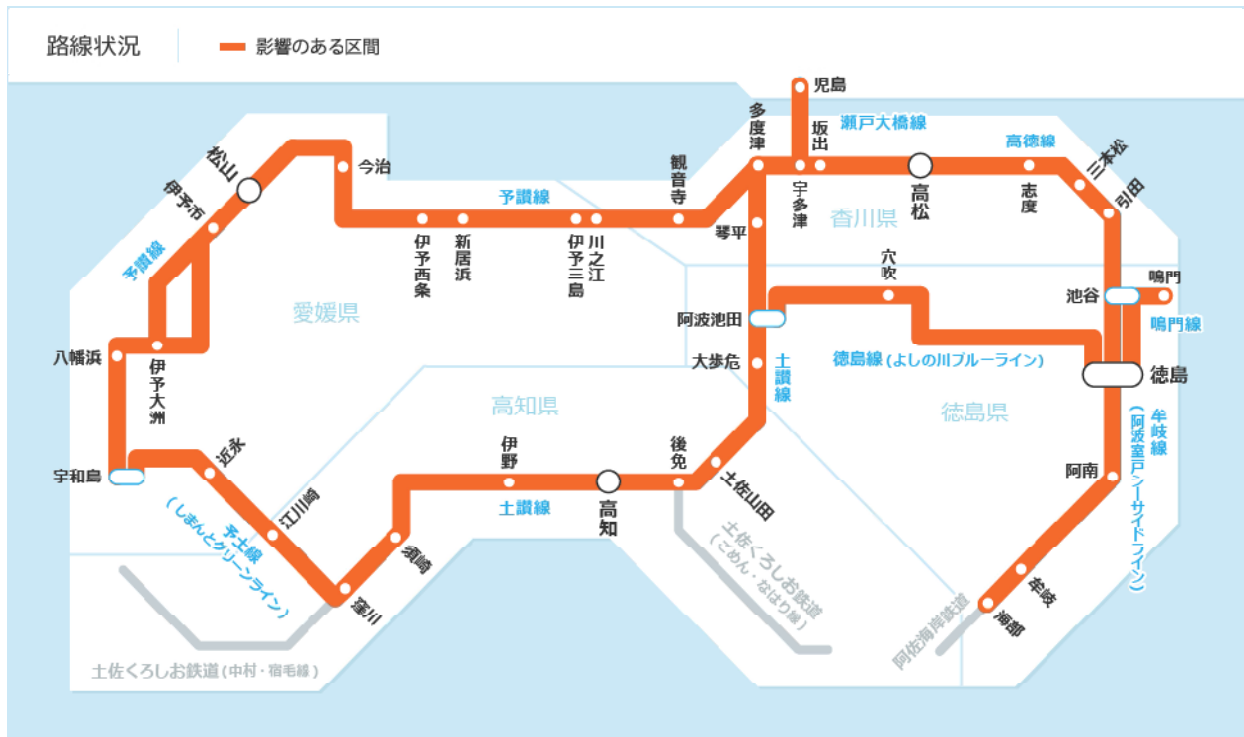 路線状況
影響のある区間
児島
多度津
坂出
瀬戸大橋線
高徳線
三本松
引田
松山
今治
伊予市
観音寺
予讃線
宇多津
高松
志度
香川県
琴平
予讃線
伊予西条
新居浜
伊予三島
川之江
穴吹
池谷
鳴門
鳴門線
愛媛県
阿波池田
八幡浜
伊予大洲
大歩危
土讃線
徳島線(よしの川ブルーライン)
徳島
高知県
徳島県
牟岐線
(阿波室戸シーサイドライン)
宇和島
近永
伊野
後免
土佐山田
阿南
江川崎
土讃線
高知
予土線
(しまんとグリーンライン)
須崎
窪川
土佐くろしお鉄道
(ごめん・なはり線)
牟岐
海部
阿佐海岸鉄道
土佐くろしお鉄道(中村・宿毛線)